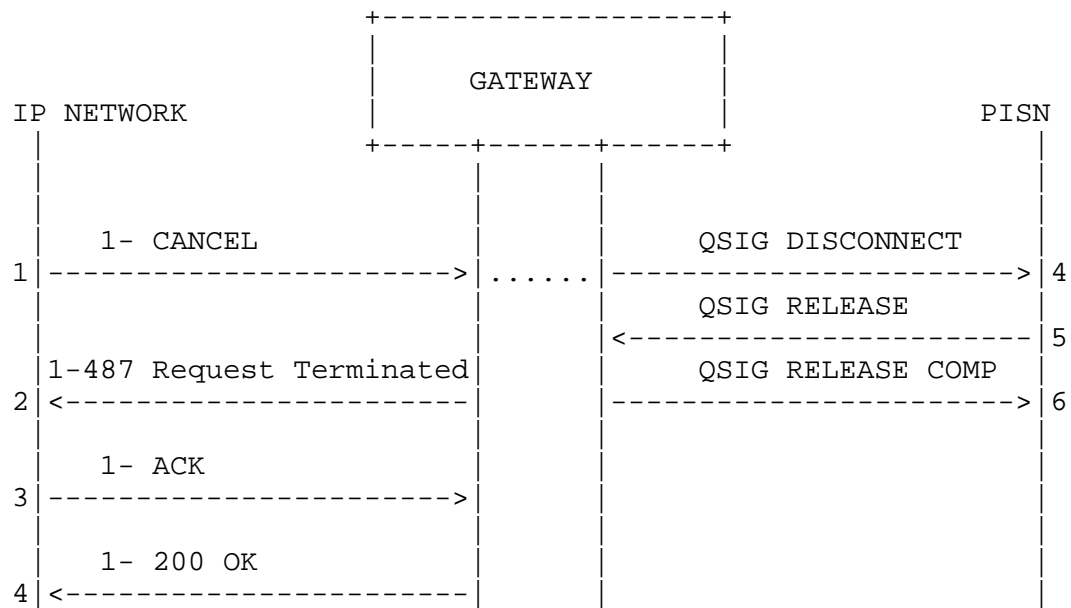 GATEWAY
IP NETWORK PISN
1- CANCEL QSIG DISCONNECT
1 ...... 4
QSIG RELEASE
5
1-487 Request Terminated QSIG RELEASE COMP
2 6
1- ACK
3
1- 200 OK
4